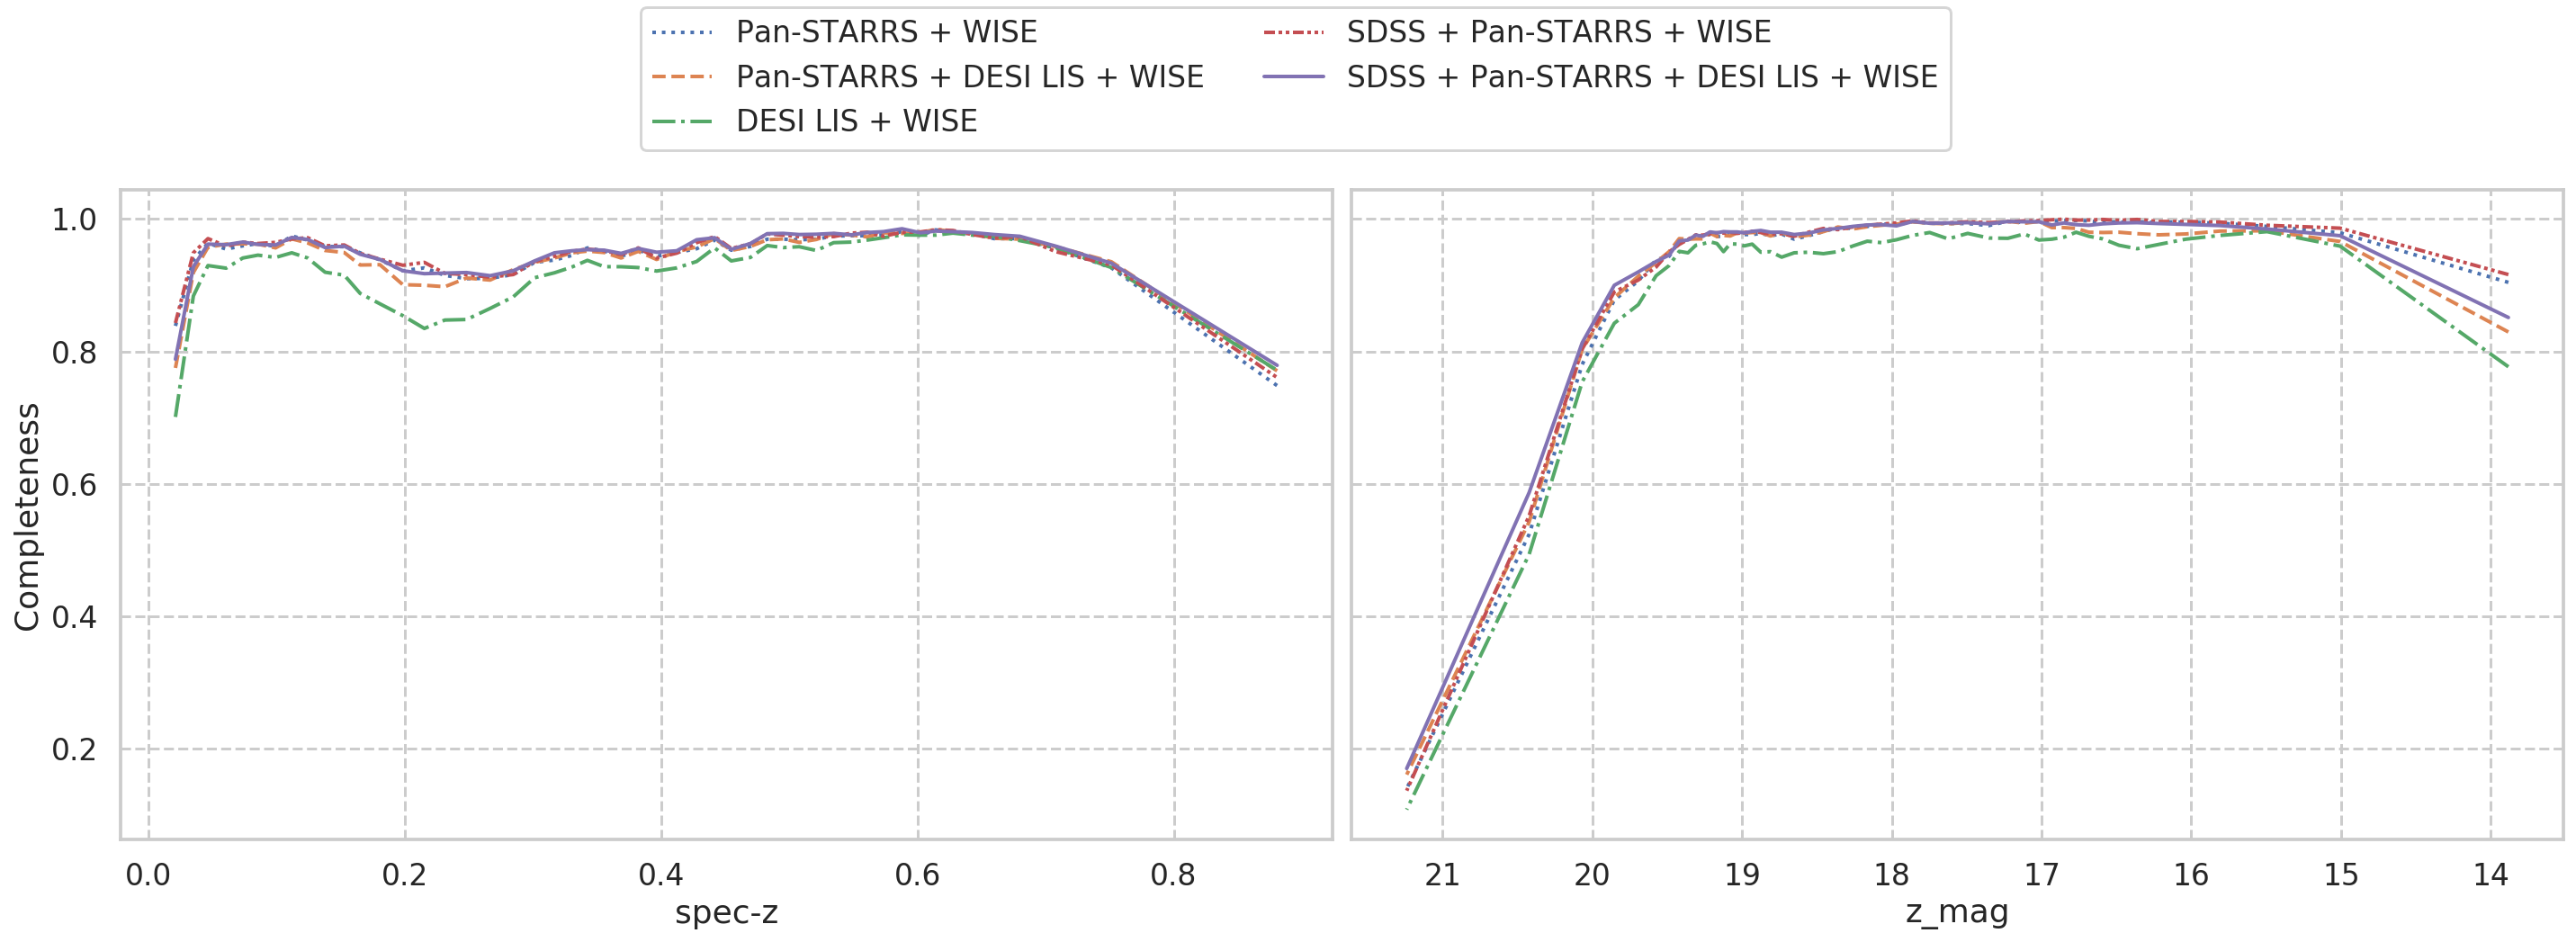 Pan-STARRS + WISE
Pan-STARRS + DESI LIS + WISE
DESI LIS + WISE
SDSS + Pan-STARRS + WISE
SDSS + Pan-STARRS + DESI LIS + WISE
Completeness
1.0
0.8
0.6
0.4
0.2
0.0 0.2 0.4 0.6 0.8
spec-z
21 20 19 18 17 16 15 14
z_mag